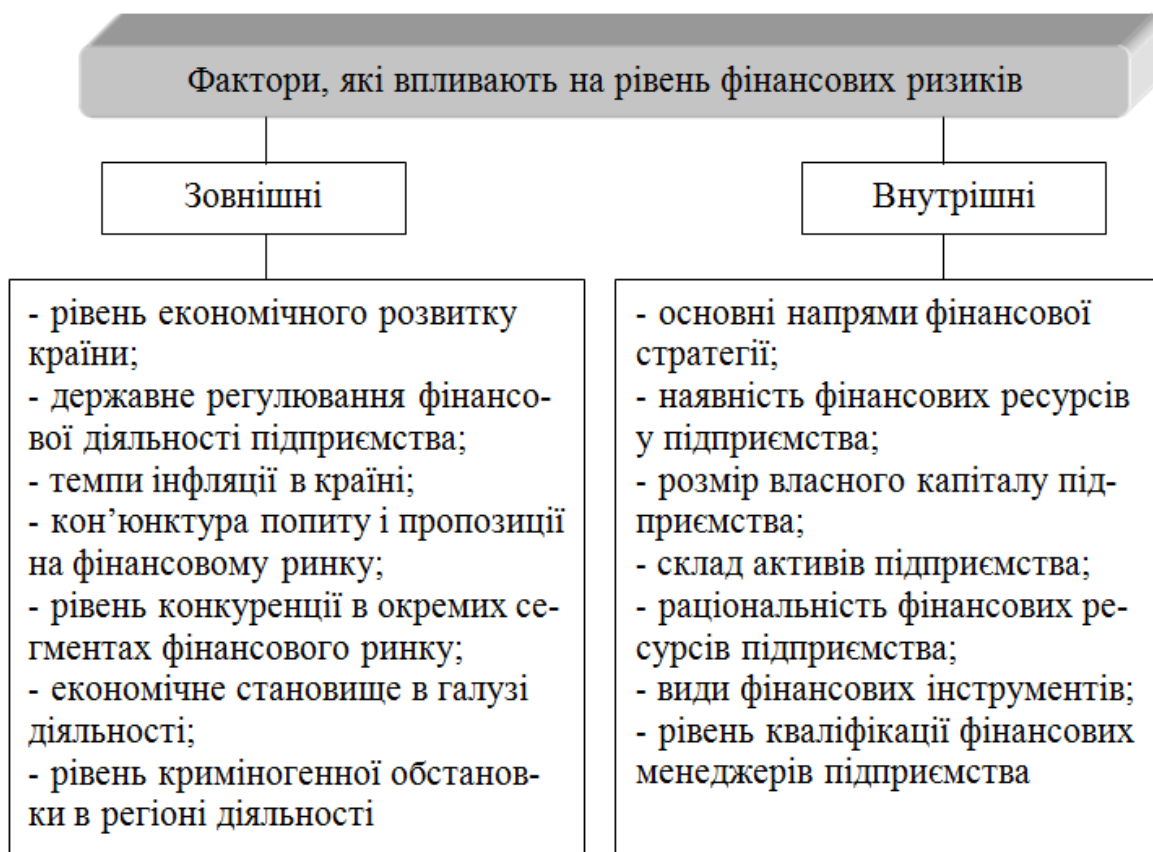 Фактори, які впливають на рівень фінансових ризиків
Зовнішні
- рівень економічного розвитку
країни;
- державне регулювання фінансо-
вої діяльності підприємства;
- темпи інфляції в країні;
- кон’юнктура попиту і пропозиції
на фінансовому ринку;
- рівень конкуренції в окремих се-
гментах фінансового ринку;
- економічне становище в галузі
діяльності;
- рівень криміногенної обстанов-
ки в регіоні діяльності
Внутрішні
- основні напрями фінансової
стратегії;
- наявність фінансових ресурсів
у підприємства;
- розмір власного капіталу під-
приємства;
- склад активів підприємства;
- раціональність фінансових ре-
сурсів підприємства;
- види фінансових інструментів;
- рівень кваліфікації фінансових
менеджерів підприємства